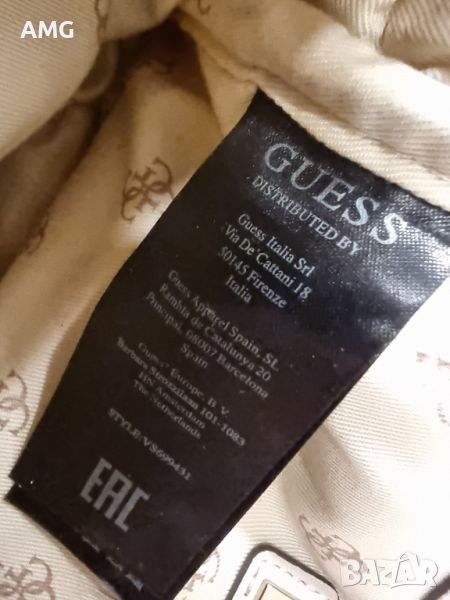 AMG
GUESS
DISTRIBUTED BY
Guess Italia Srl
Via De Cattani 18
50145 Firenze
Italia
Guess Apparel Spain, SL
Rambla de Catalunya 20
Principal, 08007 Barcelona
Spain
Guess Europe, B.V.
Barbara Strozzilaan 101-1083
HN Amsterdam
The Netherlands
STYLE:VS699431
EAC
BAZAR